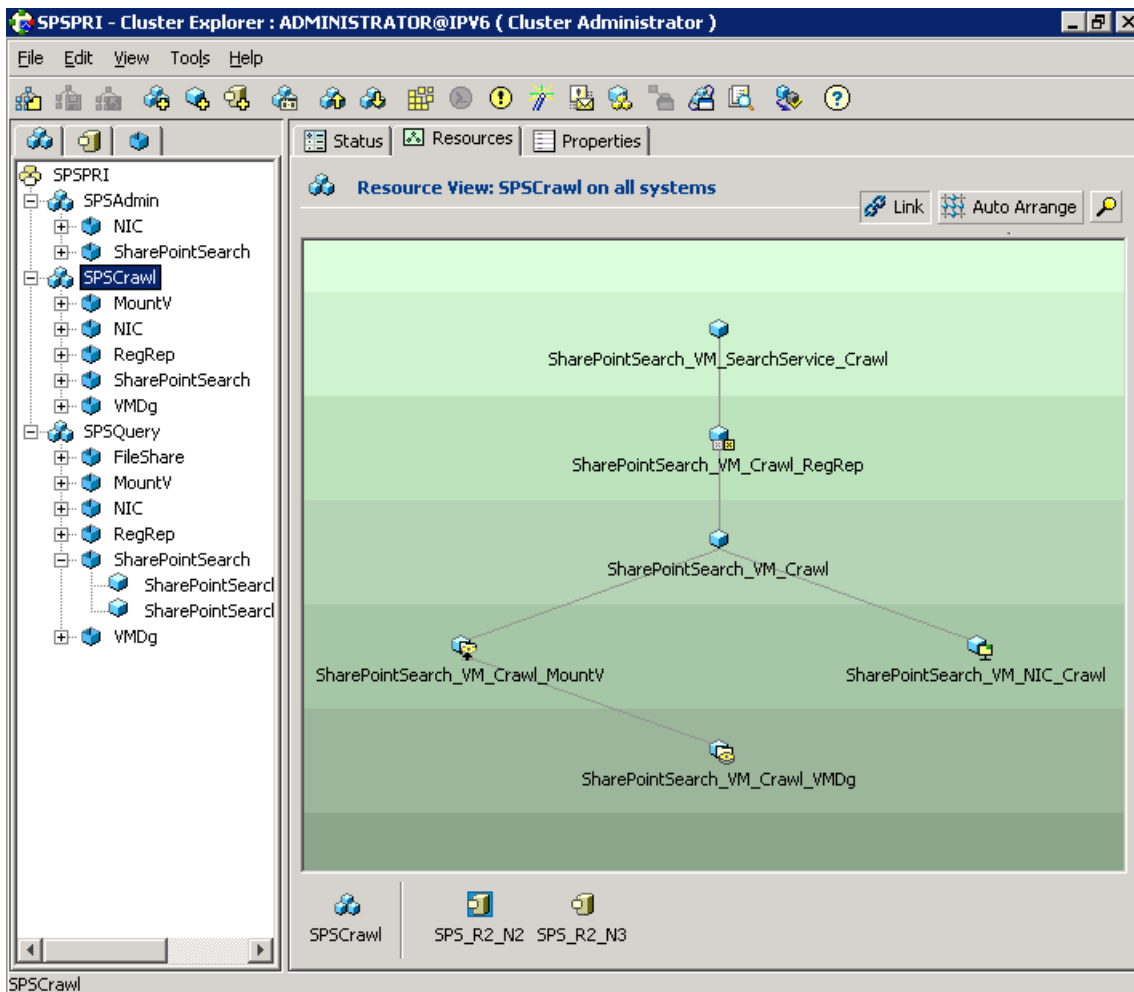 SPSPRI - Cluster Explorer : ADMINISTRATOR@IPV6 ( Cluster Administrator )
File Edit View Tools Help
Status Resources Properties
SPSPRI
SPSAdmin
NIC
SharePointSearch
SPSCrawl
MountV
NIC
RegRep
SharePointSearch
VMDg
SPSQuery
FileShare
MountV
NIC
RegRep
SharePointSearch
SharePointSearcl
SharePointSearcl
VMDg
Resource View: SPSCrawl on all systems
Link Auto Arrange
SharePointSearch_VM_SearchService_Crawl
SharePointSearch_VM_Crawl_RegRep
SharePointSearch_VM_Crawl
SharePointSearch_VM_Crawl_MountV SharePointSearch_VM_NIC_Crawl
SharePointSearch_VM_Crawl_VMDg
SPSCrawl SPS_R2_N2 SPS_R2_N3
SPSCrawl